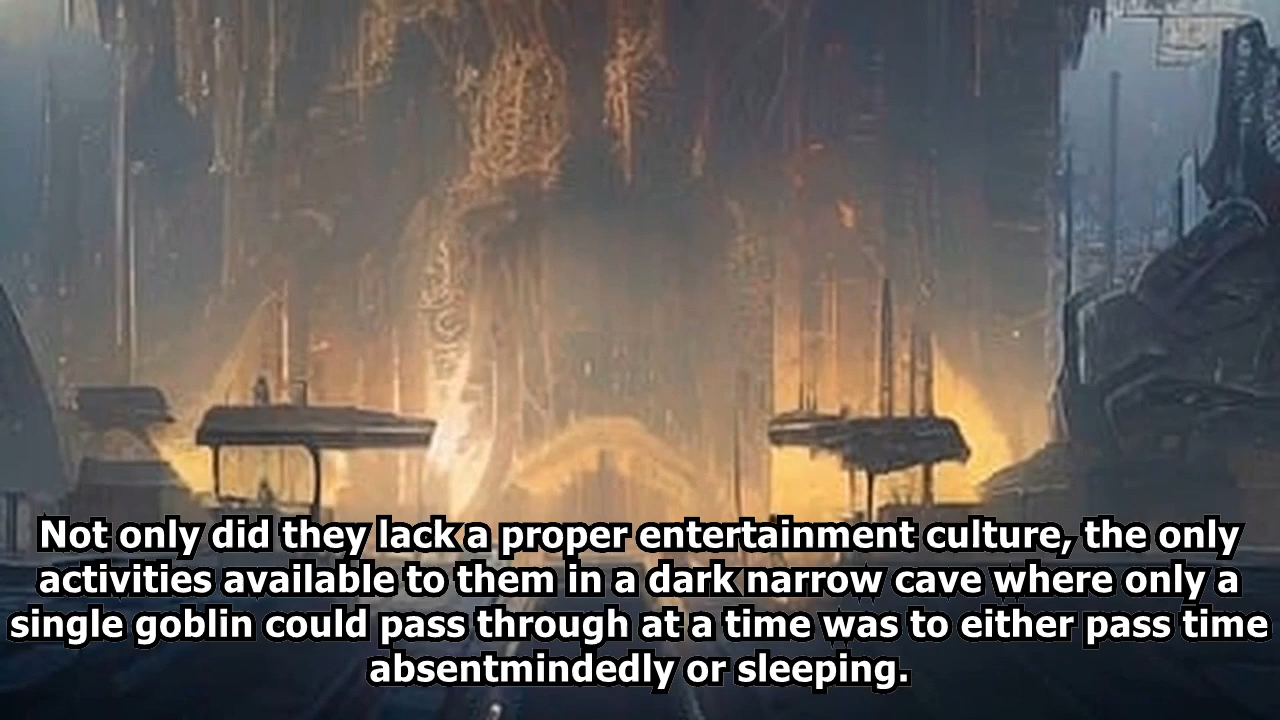 Not only did they lack a proper entertainment culture, the only
activities available to them in a dark narrow cave where only a
single goblin could pass through at a time was to either pass time
absentmindedly or sleeping.